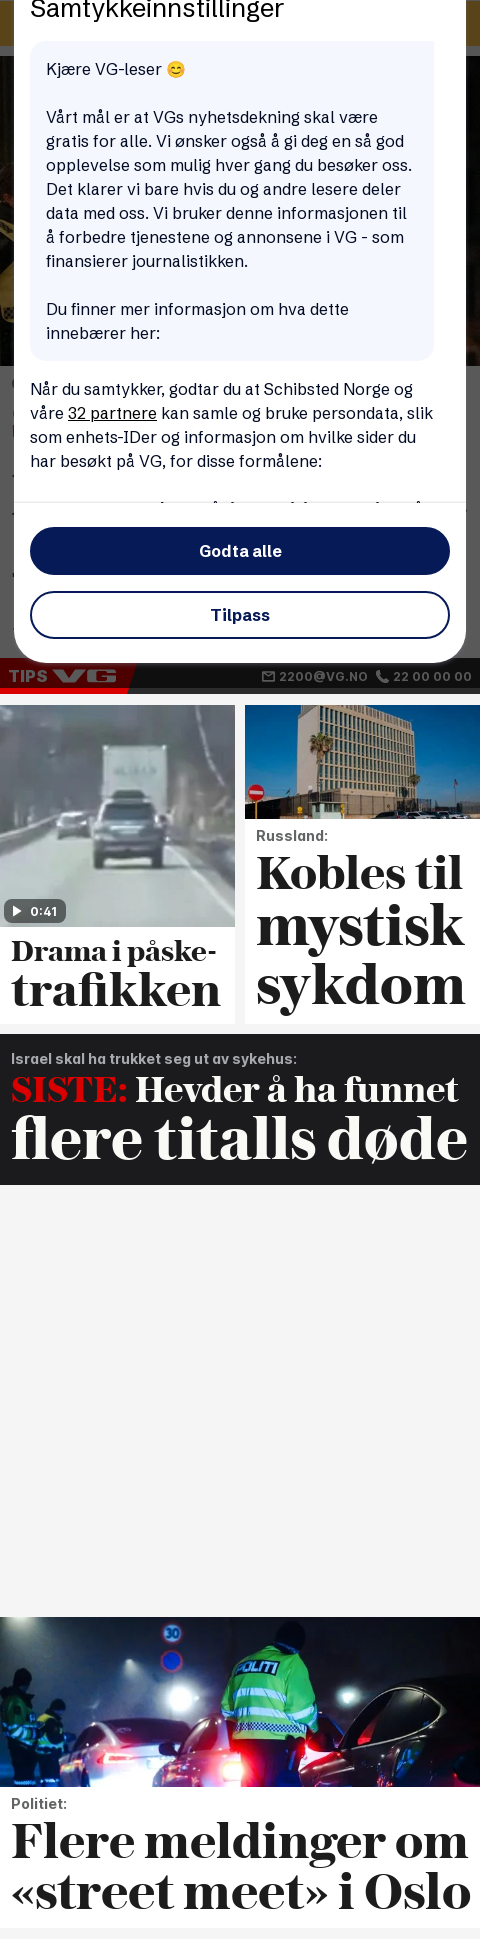 Samtykkeinnstillinger
Kjære VG-leser 😊
Vårt mål er at VGs nyhetsdekning skal være
gratis for alle. Vi ønsker også å gi deg en så god
opplevelse som mulig hver gang du besøker oss.
Det klarer vi bare hvis du og andre lesere deler
data med oss. Vi bruker denne informasjonen til
å forbedre tjenestene og annonsene i VG - som
finansierer journalistikken.
Du finner mer informasjon om hva dette
innebærer her:
Når du samtykker, godtar du at Schibsted Norge og
våre 32 partnere kan samle og bruke persondata, slik
som enhets-IDer og informasjon om hvilke sider du
har besøkt på VG, for disse formålene:
Godta alle
Tilpass
TIPS VG 2200@VG.NO 22 00 00 00
0:41
Drama i påske-
trafikken
Russland:
Kobles til
mystisk
sykdom
Israel skal ha trukket seg ut av sykehus:
SISTE: Hevder å ha funnet
flere titalls døde
30
POLITI
Politiet:
Flere meldinger om
«street meet» i Oslo